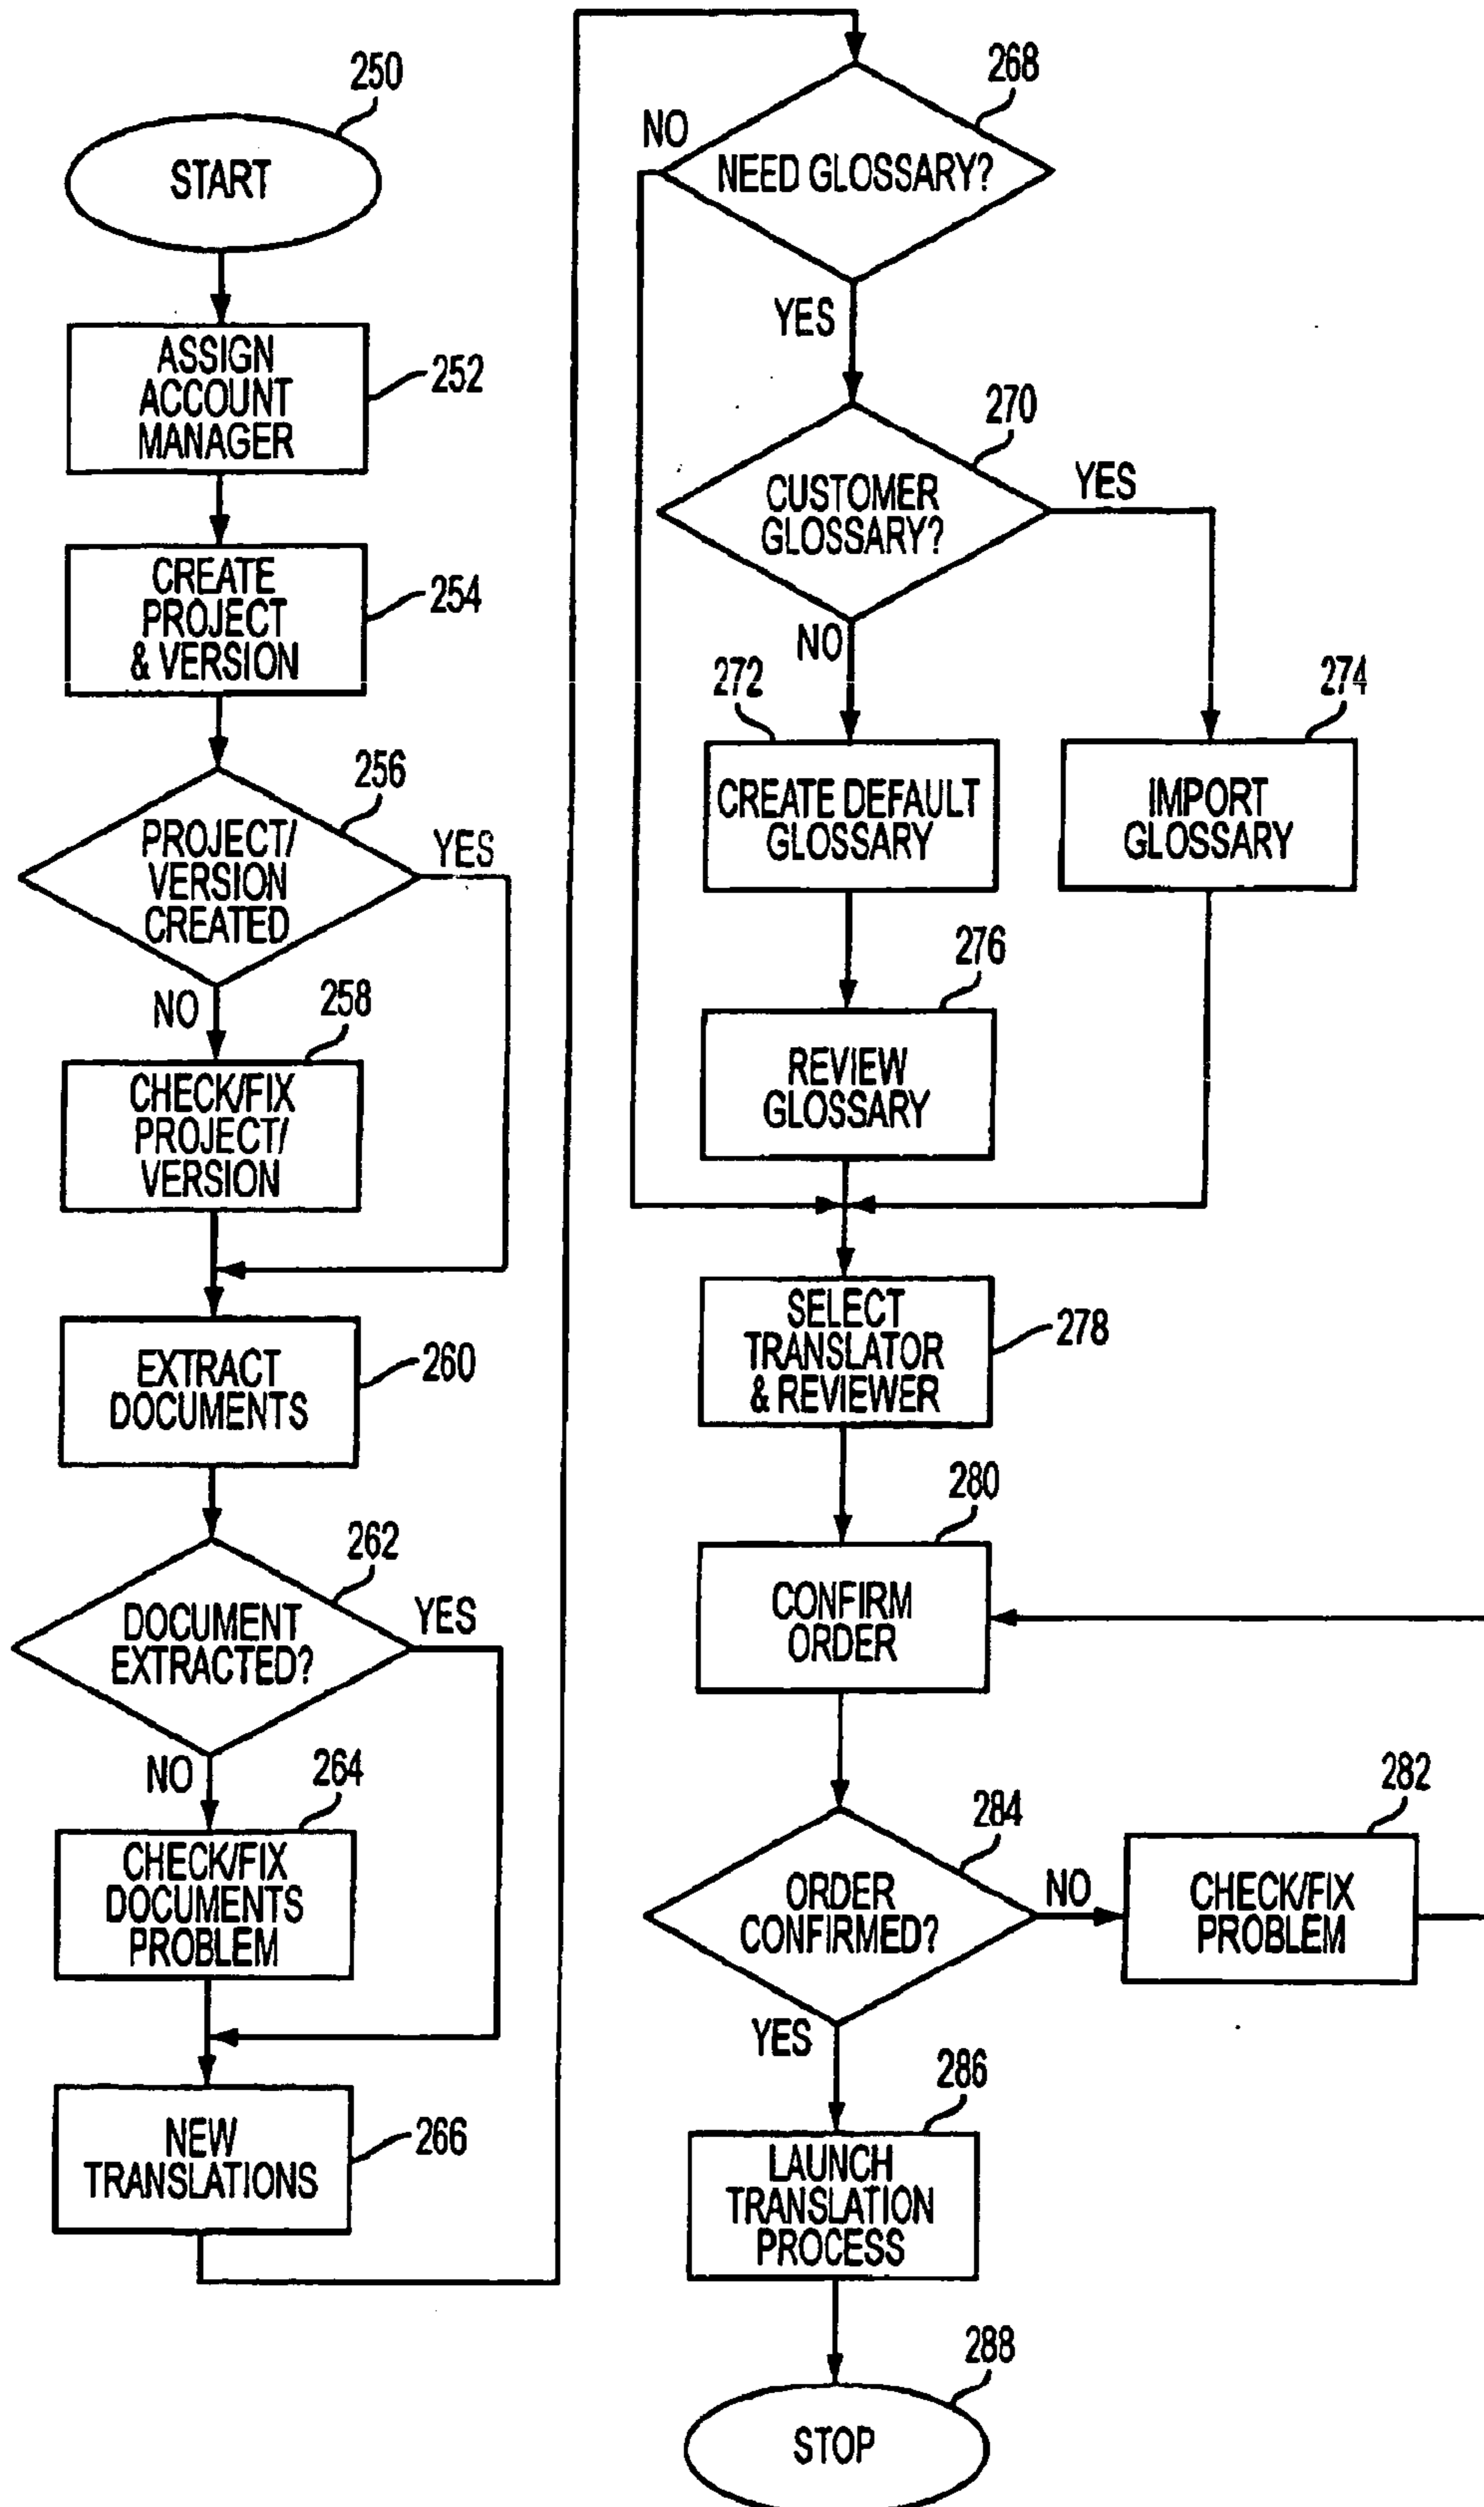 250
START
ASSIGN
ACCOUNT
MANAGER
252
CREATE
PROJECT
& VERSION
254
256
PROJECT/
VERSION
CREATED
YES
NO
258
CHECK/FIX
PROJECT/
VERSION
EXTRACT
DOCUMENTS
260
262
DOCUMENT
EXTRACTED?
YES
NO
264
CHECK/FIX
DOCUMENTS
PROBLEM
NEW
TRANSLATIONS
266
268
NO
NEED GLOSSARY?
YES
270
CUSTOMER
GLOSSARY?
YES
NO
272
CREATE DEFAULT
GLOSSARY
274
IMPORT
GLOSSARY
276
REVIEW
GLOSSARY
SELECT
TRANSLATOR
& REVIEWER
278
280
CONFIRM
ORDER
284
ORDER
CONFIRMED?
NO
282
CHECK/FIX
PROBLEM
YES
286
LAUNCH
TRANSLATION
PROCESS
288
STOP